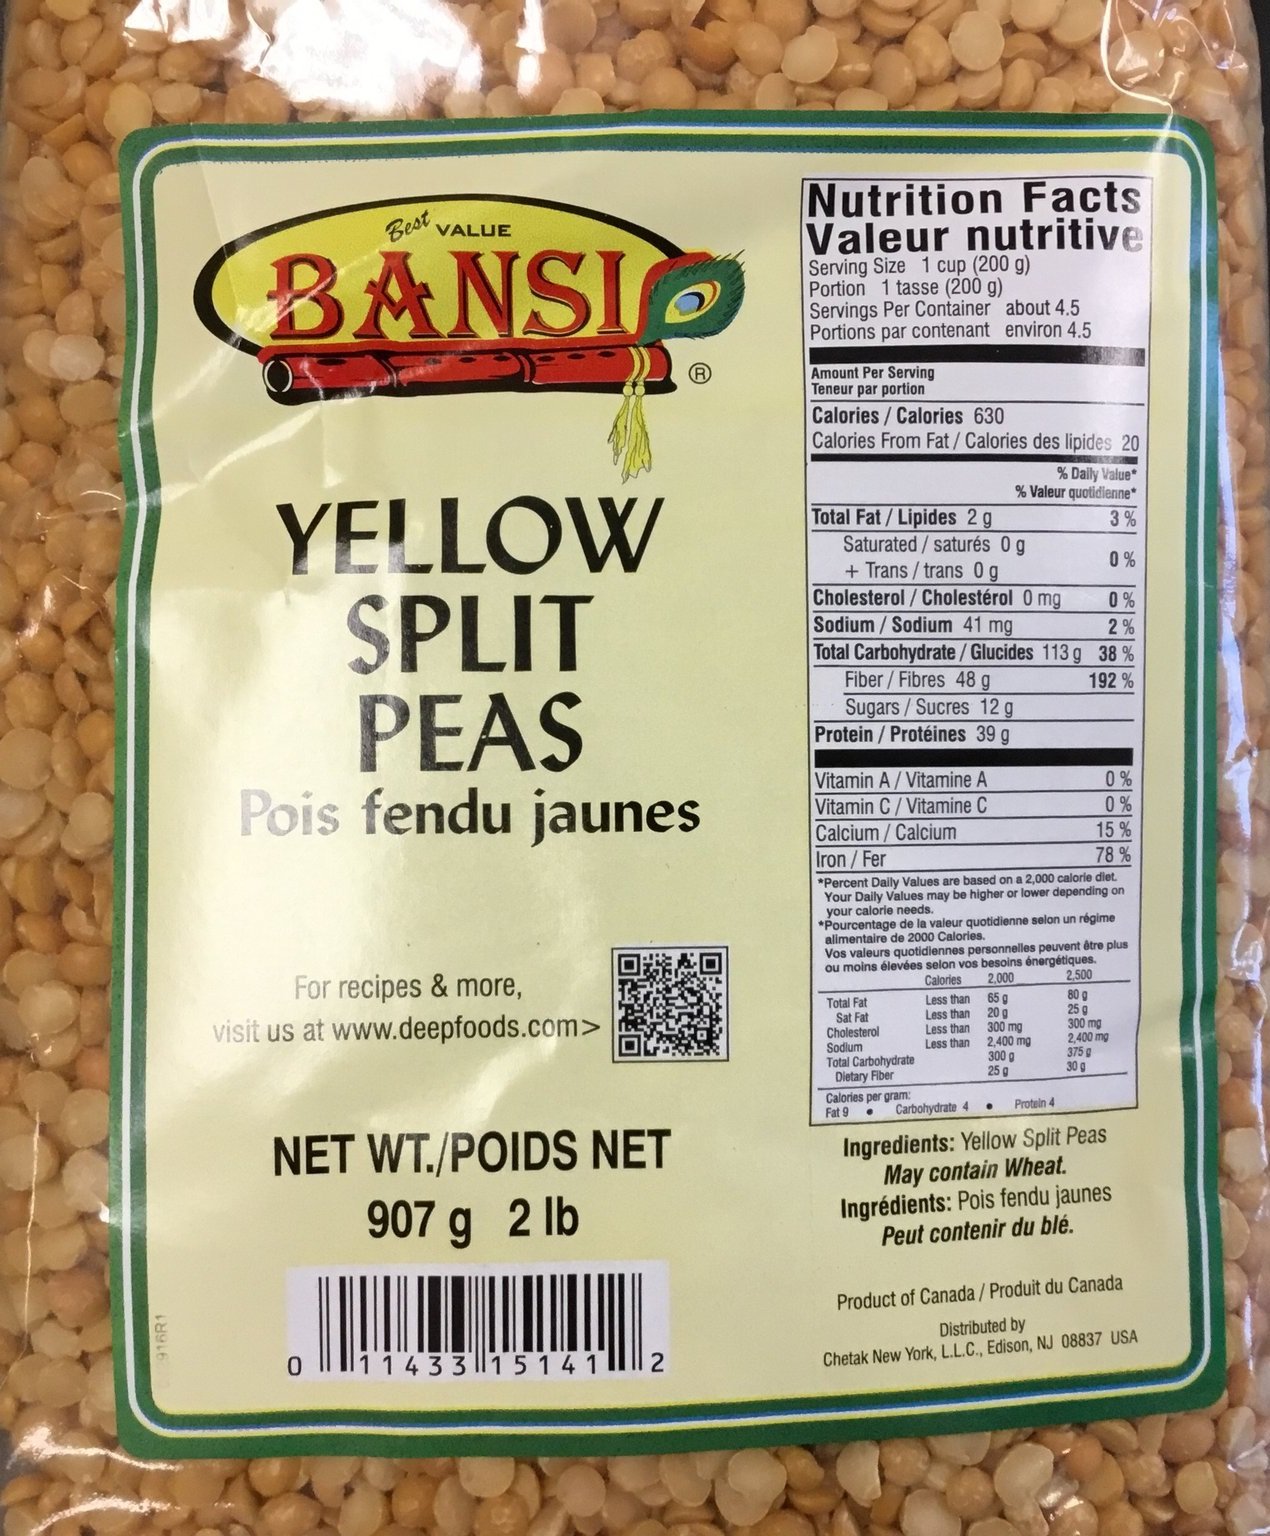 Best VALUE
BANSI
®
YELLOW
SPLIT
PEAS
Pois fendu jaunes
For recipes & more,
visit us at www.deepfoods.com>
NET WT./POIDS NET
907 g 2 lb
0 11433 15141 2
916R1
Nutrition Facts
Valeur nutritive
Serving Size 1 cup (200 g)
Portion 1 tasse (200 g)
Servings Per Container about 4.5
Portions par contenant environ 4.5
Amount Per Serving
Teneur par portion
Calories / Calories 630
Calories From Fat / Calories des lipides 20
% Daily Value*
% Valeur quotidienne*
Total Fat / Lipides 2 g 3 %
Saturated / saturés 0 g
+ Trans / trans 0 g 0 %
Cholesterol / Cholestérol 0 mg 0 %
Sodium / Sodium 41 mg 2 %
Total Carbohydrate / Glucides 113 g 38 %
Fiber / Fibres 48 g 192 %
Sugars / Sucres 12 g
Protein / Protéines 39 g
Vitamin A / Vitamine A 0 %
Vitamin C / Vitamine C 0 %
Calcium / Calcium 15 %
Iron / Fer 78 %
*Percent Daily Values are based on a 2,000 calorie diet.
Your Daily Values may be higher or lower depending on
your calorie needs.
*Pourcentage de la valeur quotidienne selon un régime
alimentaire de 2000 Calories.
Vos valeurs quotidiennes personnelles peuvent être plus
ou moins élevées selon vos besoins énergétiques.
Calories 2,000 2,500
Total Fat Less than 65 g 80 g
Sat Fat Less than 20 g 25 g
Cholesterol Less than 300 mg 300 mg
Sodium Less than 2,400 mg 2,400 mg
Total Carbohydrate 300 g 375 g
Dietary Fiber 25 g 30 g
Calories per gram:
Fat 9 • Carbohydrate 4 • Protein 4
Ingredients: Yellow Split Peas
May contain Wheat.
Ingrédients: Pois fendu jaunes
Peut contenir du blé.
Product of Canada / Produit du Canada
Distributed by
Chetak New York, L.L.C., Edison, NJ 08837 USA